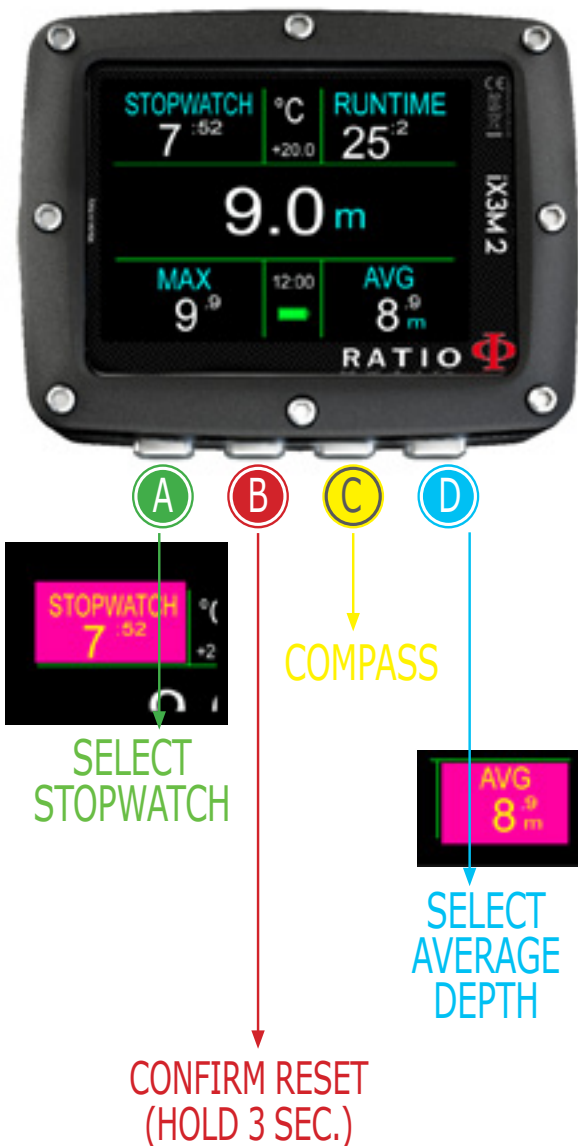 STOPWATCH °C RUNTIME
7 :52 +20.0 25 :2
9.0 m
MAX 12:00 AVG
9 .9 8 .9 m
iX3M 2
RATIO
A B C D
STOPWATCH °(
7 :52 +2
COMPASS
SELECT
STOPWATCH
AVG
8 .9 m
SELECT
AVERAGE
DEPTH
CONFIRM RESET
(HOLD 3 SEC.)